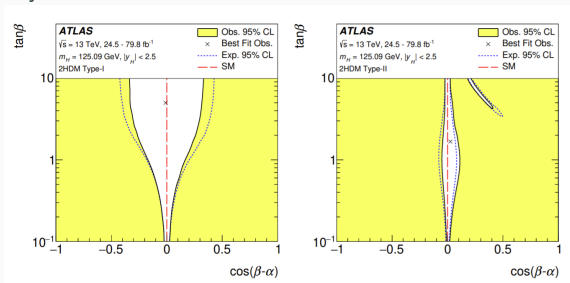 ATLAS
√s = 13 TeV, 24.5 - 79.8 fb⁻¹
m_H = 125.09 GeV, |y_H| < 2.5
2HDM Type-I
Obs. 95% CL
Best Fit Obs.
Exp. 95% CL
SM
tanβ
10
1
10⁻¹
−1 −0.5 0 0.5 1
cos(β-α)
ATLAS
√s = 13 TeV, 24.5 - 79.8 fb⁻¹
m_H = 125.09 GeV, |y_H| < 2.5
2HDM Type-II
Obs. 95% CL
Best Fit Obs.
Exp. 95% CL
SM
tanβ
10
1
10⁻¹
−1 −0.5 0 0.5 1
cos(β-α)